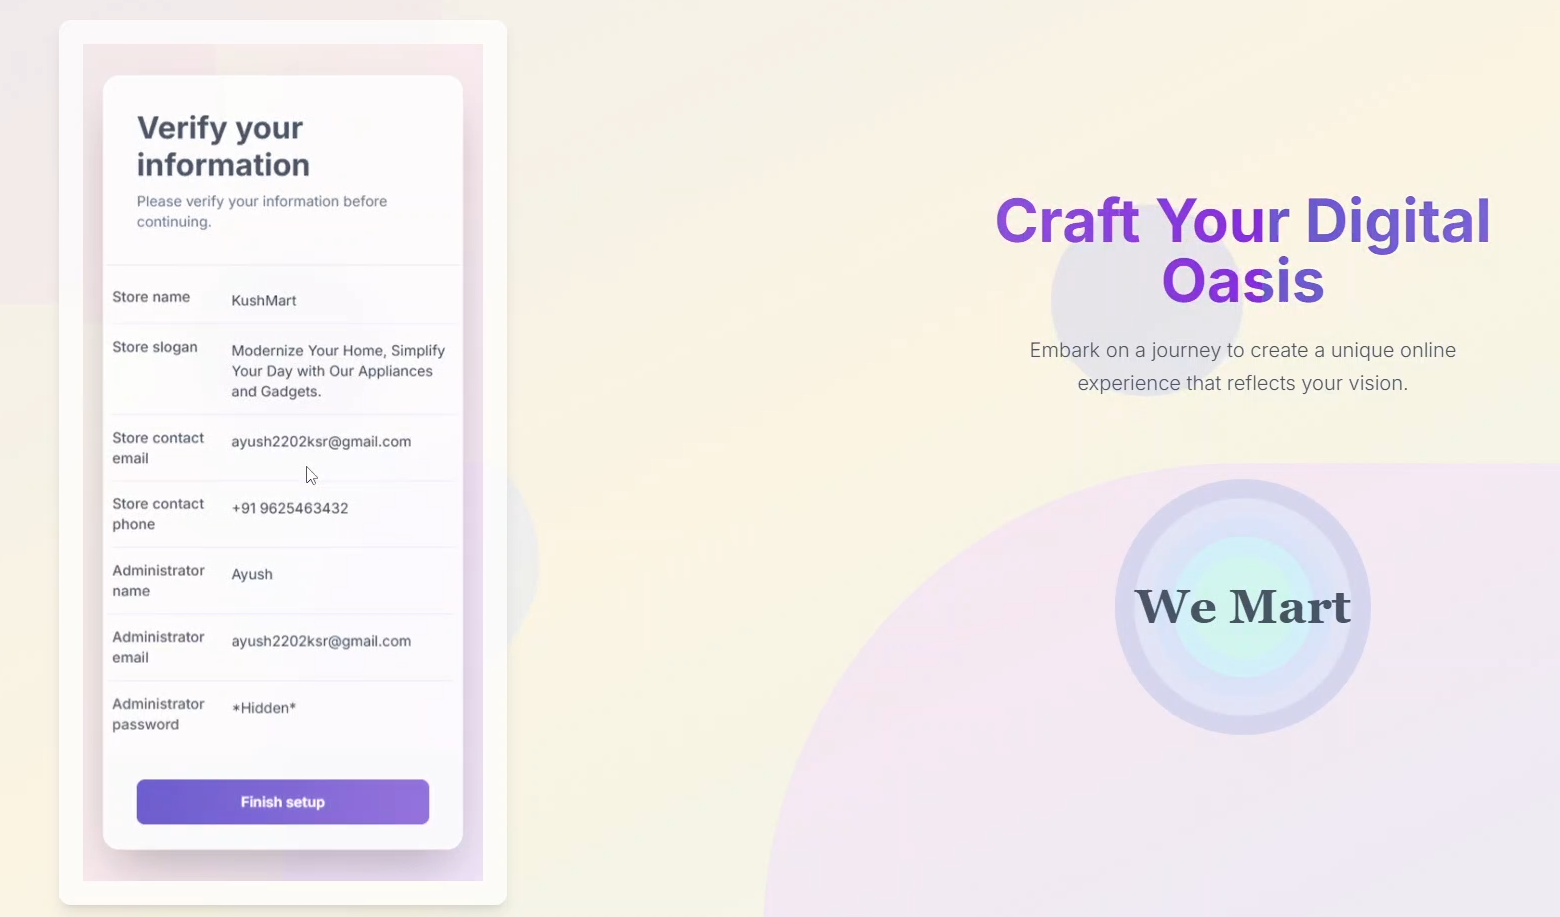 Verify your
information
Please verify your information before
continuing.
Store name
KushMart
Store slogan
Modernize Your Home, Simplify
Your Day with Our Appliances
and Gadgets.
Store contact
email
ayush2202ksr@gmail.com
Store contact
phone
+91 9625463432
Administrator
name
Ayush
Administrator
email
ayush2202ksr@gmail.com
Administrator
password
*Hidden*
Finish setup
Craft Your Digital
Oasis
Embark on a journey to create a unique online
experience that reflects your vision.
We Mart